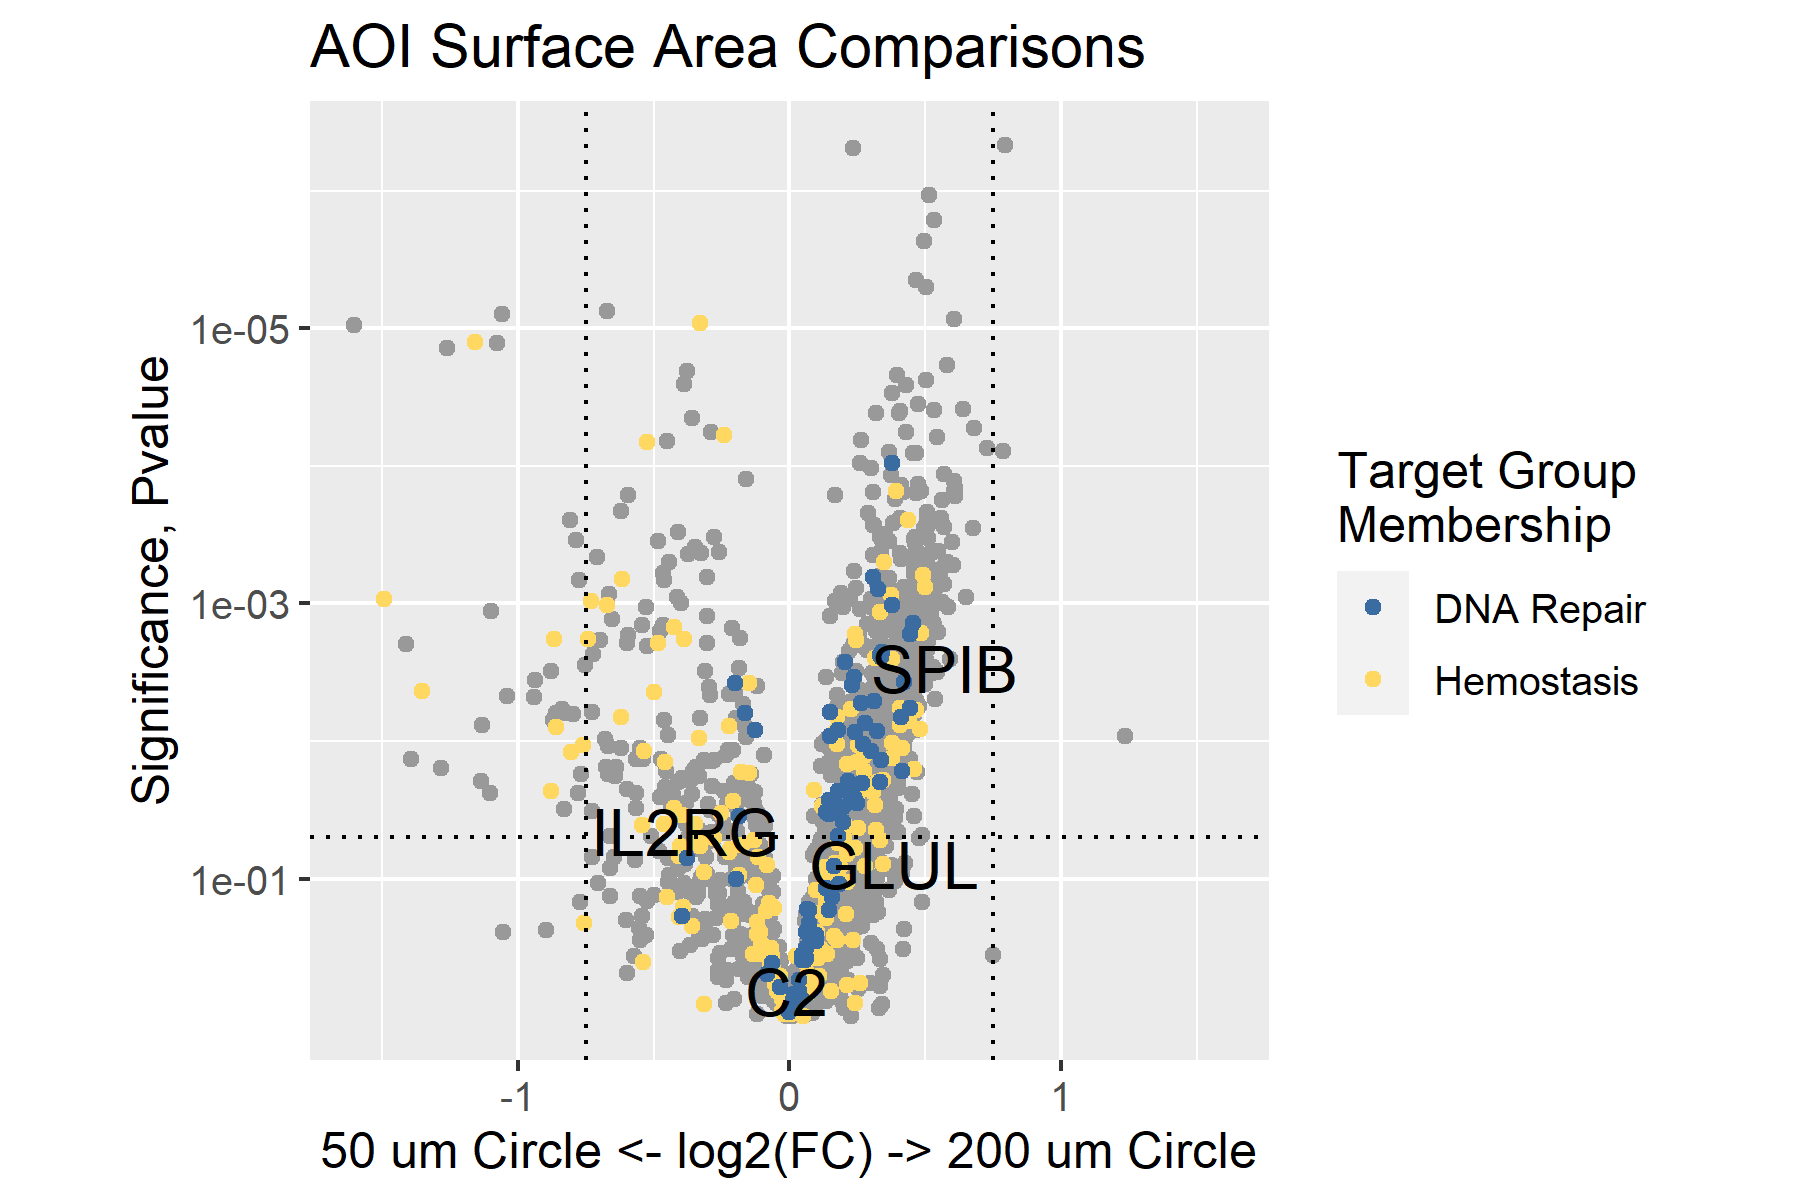 AOI Surface Area Comparisons
Significance, Pvalue
1e-05
1e-03
1e-01
SPIB
IL2RG
GLUL
C2
-1
0
1
50 um Circle <- log2(FC) -> 200 um Circle
Target Group
Membership
DNA Repair
Hemostasis